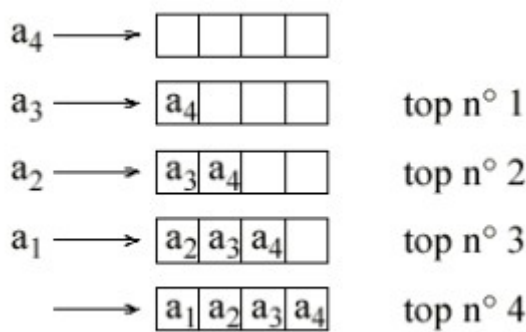 a₄
a₃ a₄ top n° 1
a₂ a₃ a₄ top n° 2
a₁ a₂ a₃ a₄ top n° 3
a₁ a₂ a₃ a₄ top n° 4